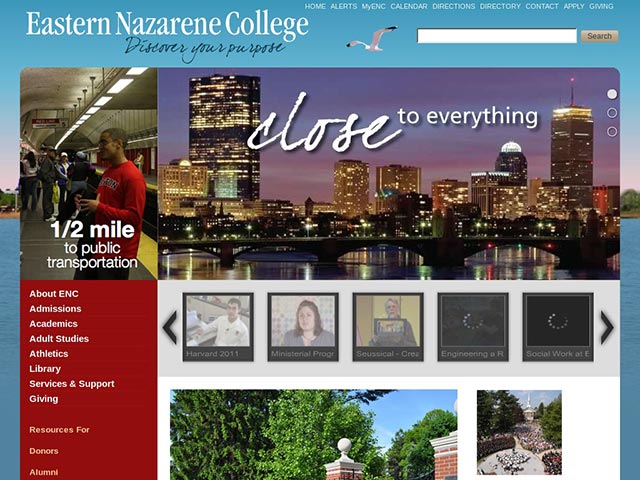 HOME ALERTS MyENC CALENDAR DIRECTIONS DIRECTORY CONTACT APPLY GIVING
Eastern Nazarene College
Discover your purpose
Search
close to everything
1/2 mile
to public
transportation
About ENC
Admissions
Academics
Adult Studies
Athletics
Library
Services & Support
Giving
Harvard 2011 Ministerial Progr Seussical - Crea Engineering a R Social Work at E
Resources For
Donors
Alumni